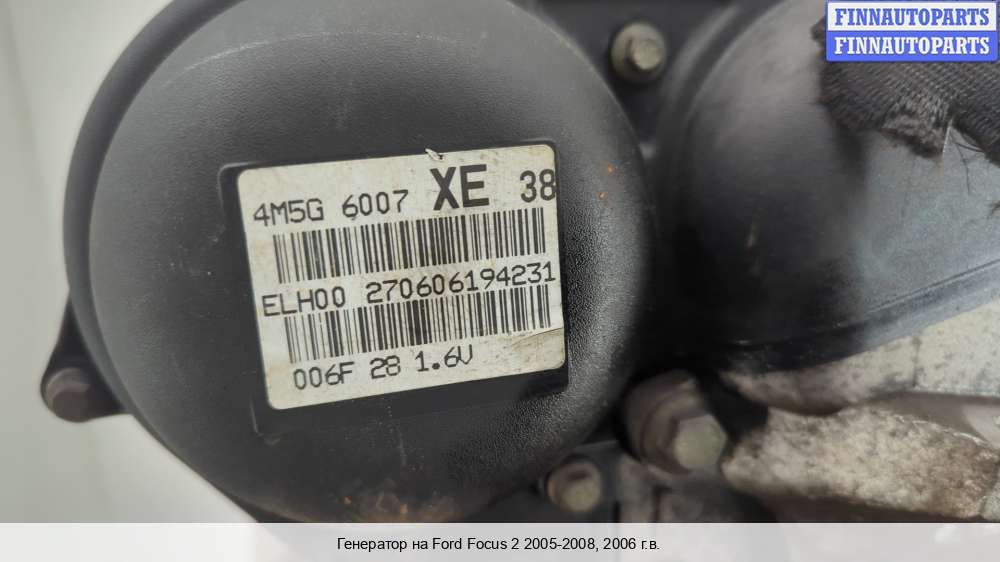 FINNAUTOPARTS
FINNAUTOPARTS
4M5G 6007 XE 38
ELH00 270606194231
006F 28 1.6V
Генератор на Ford Focus 2 2005-2008, 2006 г.в.